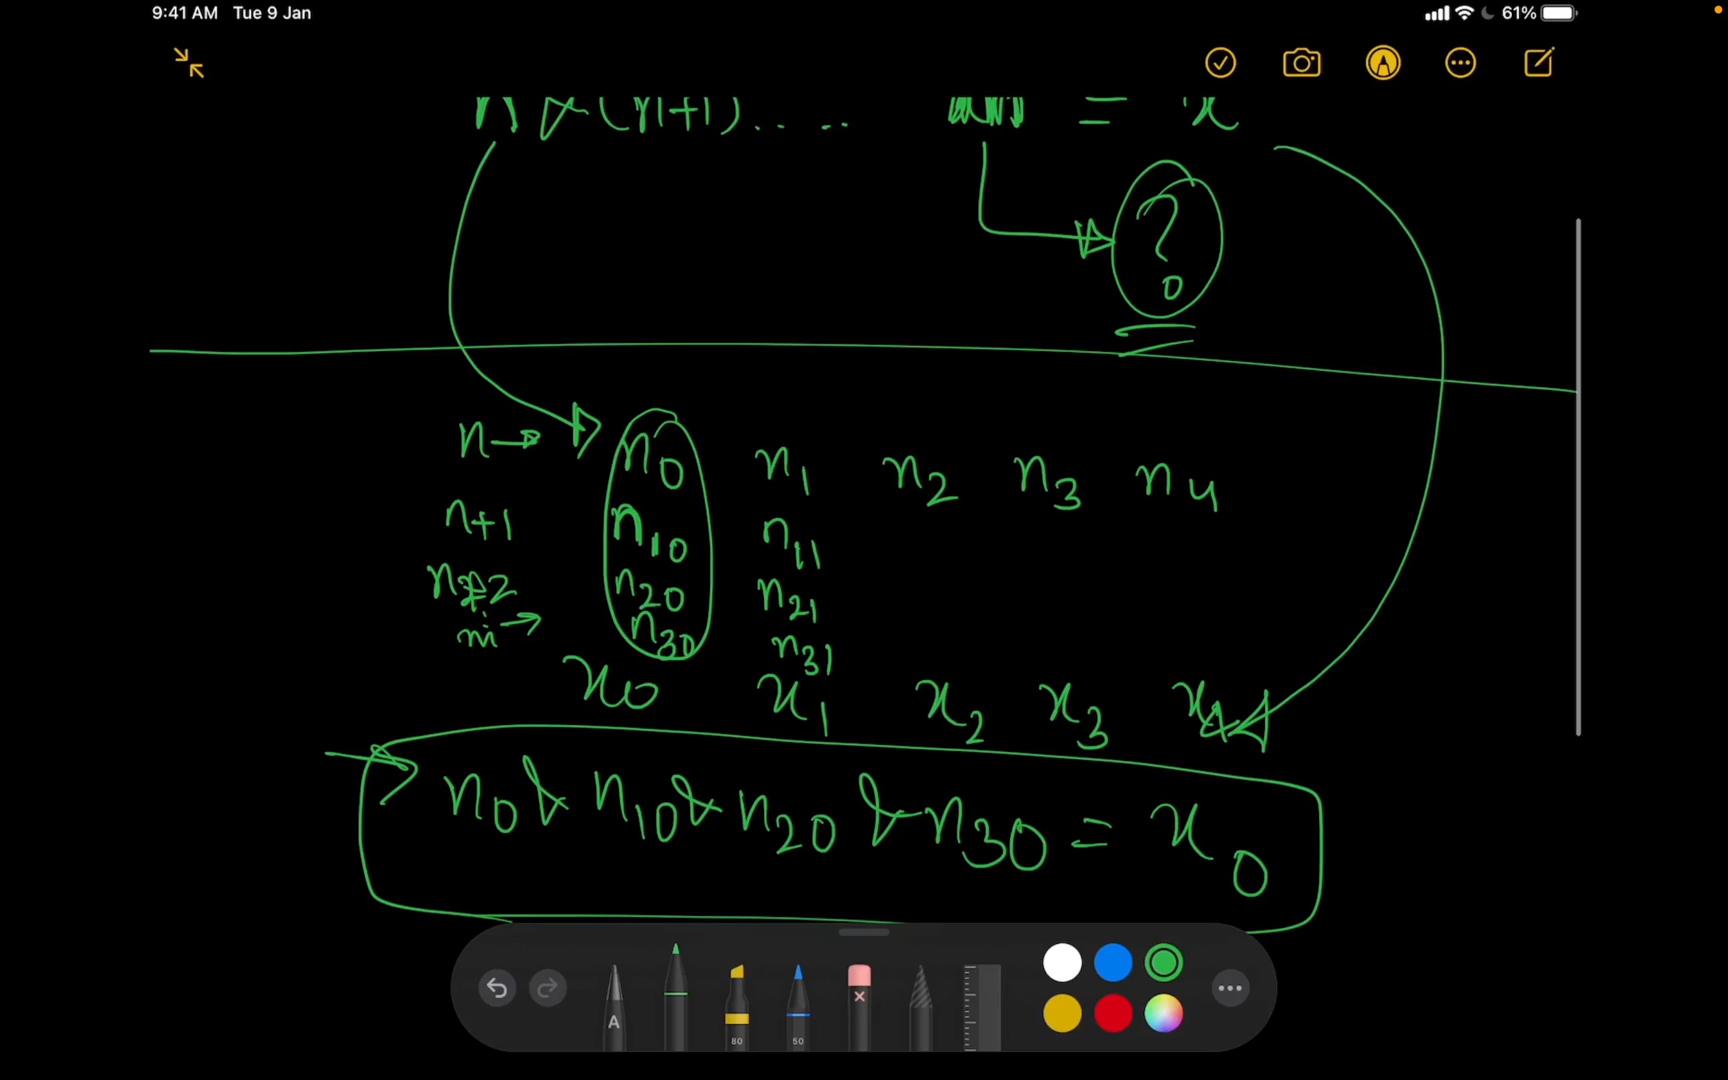 9:41 AM Tue 9 Jan 61%
n & (n+1).. .. m = x
?
n → n0 n1 n2 n3 n4
n+1 n10 n11
n+2 n20 n21
m → n30 n31
x0 x1 x2 x3 x4
n0 & n10 & n20 & n30 = x0
A 80 50